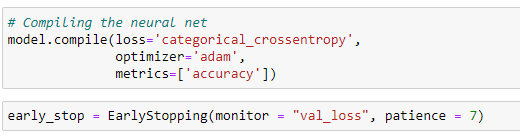 # Compiling the neural net
model.compile(loss='categorical_crossentropy',
              optimizer='adam',
              metrics=['accuracy'])
early_stop = EarlyStopping(monitor = "val_loss", patience = 7)